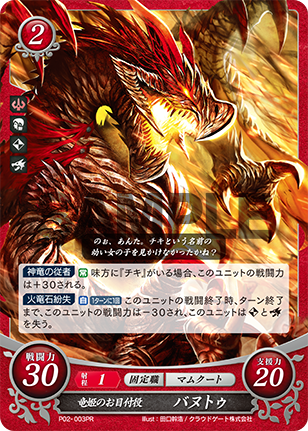 2
SAMPLE
のぉ、あんた。チキという名前の
幼い女の子を見かけなかったかね?
神竜の従者 常 味方に『チキ』がいる場合、このユニットの戦闘力
は+30される。
火竜石紛失 自 1ターンに1回 このユニットの戦闘終了時、ターン終了
まで、このユニットの戦闘力は-30され、このユニットは と
を失う。
戦闘力
30
射程 1 固定職 マムクート
支援力
20
竜姫のお目付役 バヌトゥ
P02-003PR Illust:田口幹浩/クラウドゲート株式会社